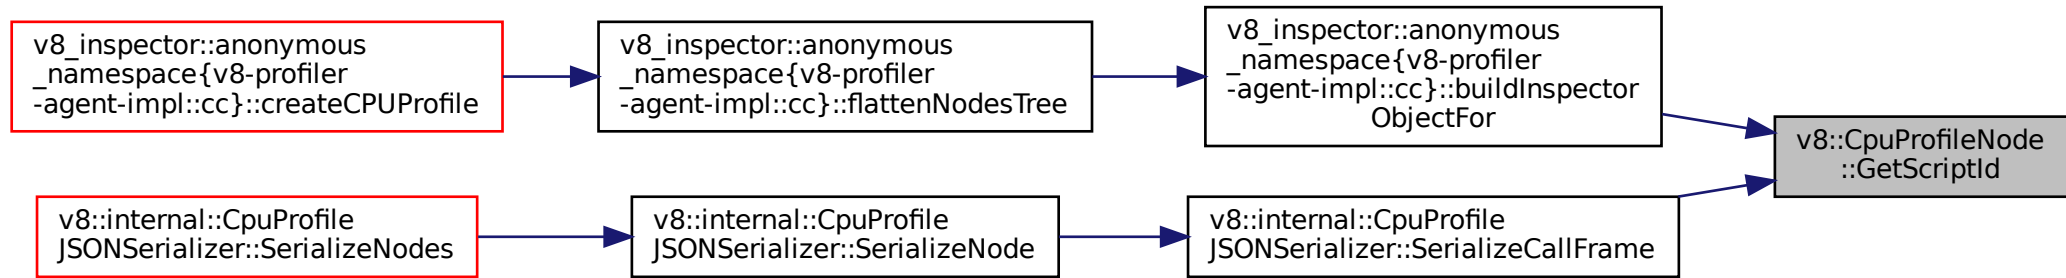 v8_inspector::anonymous
_namespace{v8-profiler
-agent-impl::cc}::createCPUProfile
v8_inspector::anonymous
_namespace{v8-profiler
-agent-impl::cc}::flattenNodesTree
v8_inspector::anonymous
_namespace{v8-profiler
-agent-impl::cc}::buildInspector
ObjectFor
v8::CpuProfileNode
::GetScriptId
v8::internal::CpuProfile
JSONSerializer::SerializeNodes
v8::internal::CpuProfile
JSONSerializer::SerializeNode
v8::internal::CpuProfile
JSONSerializer::SerializeCallFrame